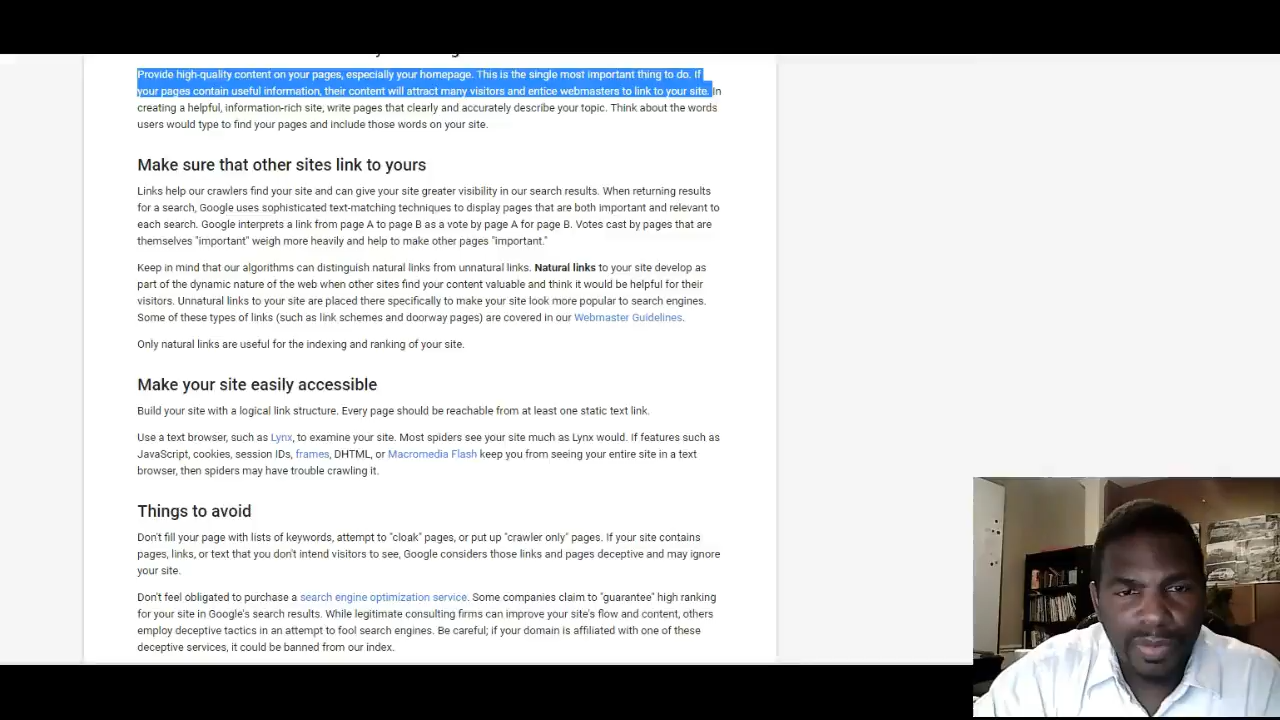 Provide high-quality content on your pages, especially your homepage. This is the single most important thing to do. If
your pages contain useful information, their content will attract many visitors and entice webmasters to link to your site. In
creating a helpful, information-rich site, write pages that clearly and accurately describe your topic. Think about the words
users would type to find your pages and include those words on your site.
Make sure that other sites link to yours
Links help our crawlers find your site and can give your site greater visibility in our search results. When returning results
for a search, Google uses sophisticated text-matching techniques to display pages that are both important and relevant to
each search. Google interprets a link from page A to page B as a vote by page A for page B. Votes cast by pages that are
themselves "important" weigh more heavily and help to make other pages "important."
Keep in mind that our algorithms can distinguish natural links from unnatural links. Natural links to your site develop as
part of the dynamic nature of the web when other sites find your content valuable and think it would be helpful for their
visitors. Unnatural links to your site are placed there specifically to make your site look more popular to search engines.
Some of these types of links (such as link schemes and doorway pages) are covered in our Webmaster Guidelines.
Only natural links are useful for the indexing and ranking of your site.
Make your site easily accessible
Build your site with a logical link structure. Every page should be reachable from at least one static text link.
Use a text browser, such as Lynx, to examine your site. Most spiders see your site much as Lynx would. If features such as
JavaScript, cookies, session IDs, frames, DHTML, or Macromedia Flash keep you from seeing your entire site in a text
browser, then spiders may have trouble crawling it.
Things to avoid
Don't fill your page with lists of keywords, attempt to "cloak" pages, or put up "crawler only" pages. If your site contains
pages, links, or text that you don't intend visitors to see, Google considers those links and pages deceptive and may ignore
your site.
Don't feel obligated to purchase a search engine optimization service. Some companies claim to "guarantee" high ranking
for your site in Google's search results. While legitimate consulting firms can improve your site's flow and content, others
employ deceptive tactics in an attempt to fool search engines. Be careful; if your domain is affiliated with one of these
deceptive services, it could be banned from our index.